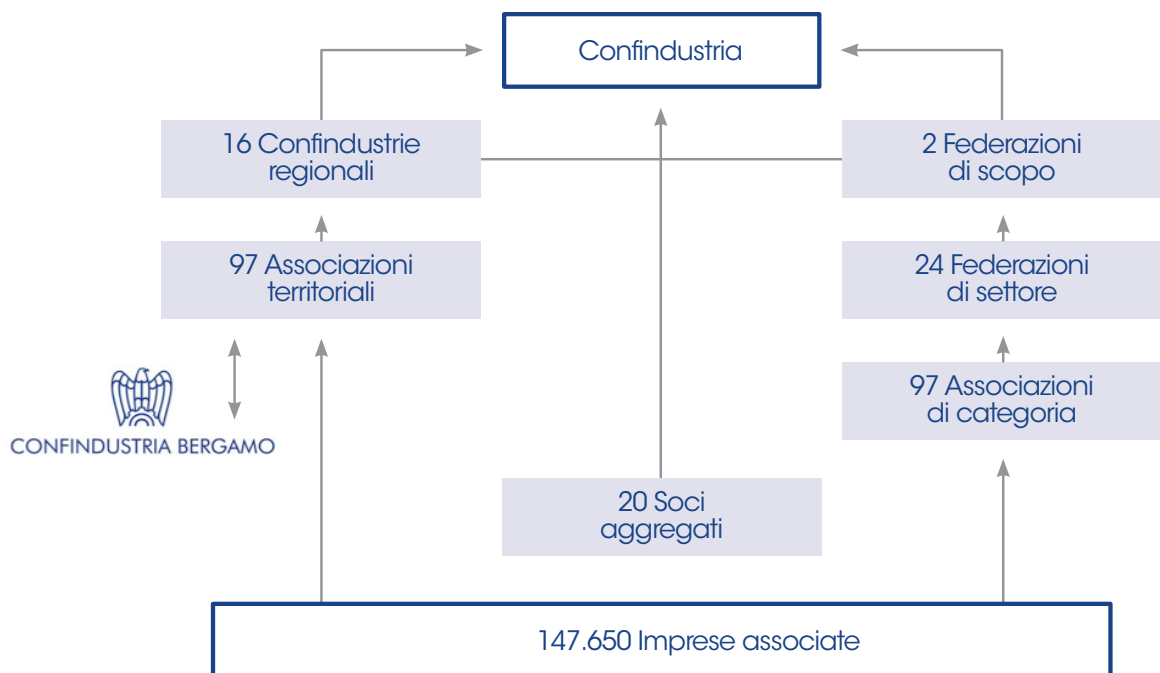 Confindustria
16 Confindustrie
regionali
2 Federazioni
di scopo
97 Associazioni
territoriali
24 Federazioni
di settore
CONFINDUSTRIA BERGAMO
97 Associazioni
di categoria
20 Soci
aggregati
147.650 Imprese associate